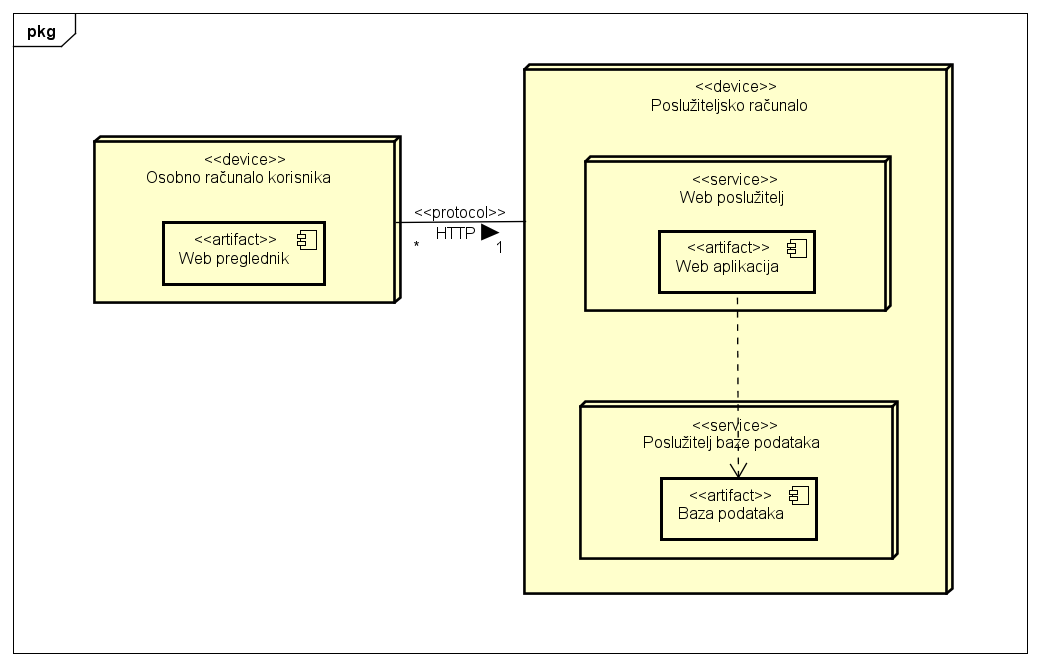 pkg
<<device>>
Osobno računalo korisnika
<<artifact>>
Web preglednik
<<protocol>>
HTTP
*
1
<<device>>
Poslužiteljsko računalo
<<service>>
Web poslužitelj
<<artifact>>
Web aplikacija
<<service>>
Poslužitelj baze podataka
<<artifact>>
Baza podataka